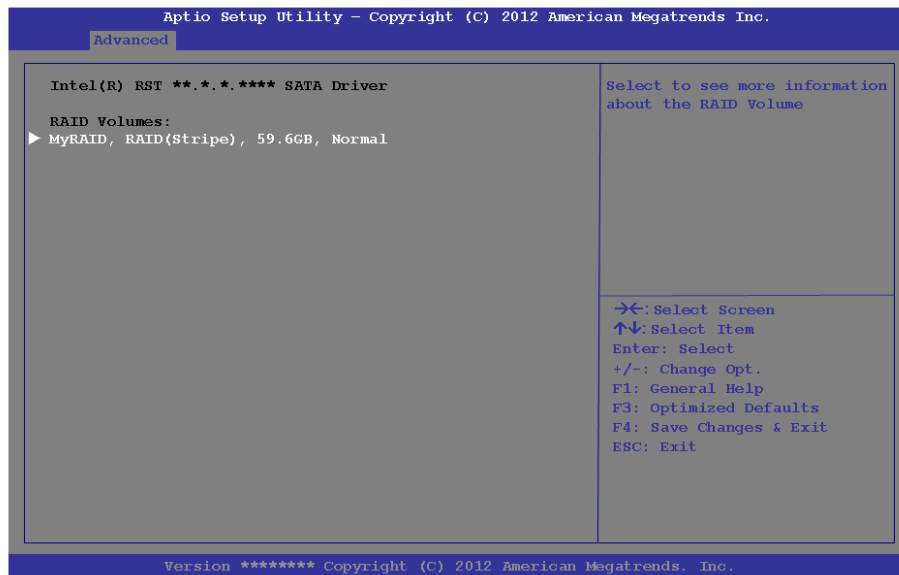 Aptio Setup Utility – Copyright (C) 2012 American Megatrends Inc.
Advanced
Intel(R) RST **.*.*.**** SATA Driver
RAID Volumes:
▶ MyRAID, RAID(Stripe), 59.6GB, Normal
Select to see more information
about the RAID Volume
→←: Select Screen
↑↓: Select Item
Enter: Select
+/-: Change Opt.
F1: General Help
F3: Optimized Defaults
F4: Save Changes & Exit
ESC: Exit
Version ******** Copyright (C) 2012 American Megatrends. Inc.